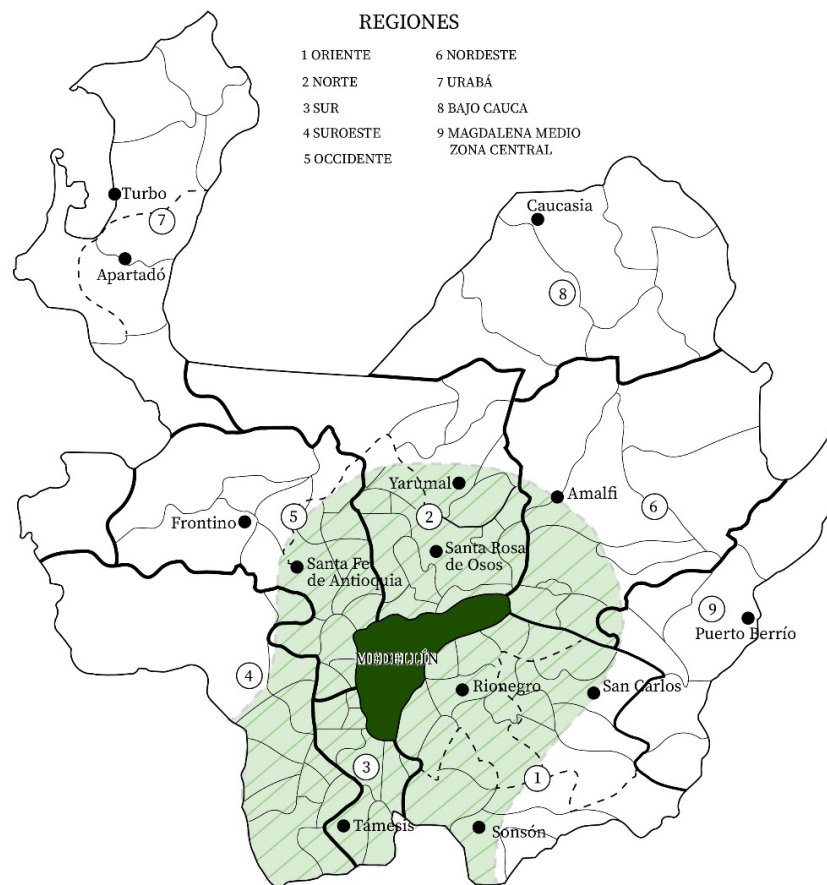 REGIONES
1 ORIENTE
2 NORTE
3 SUR
4 SUROESTE
5 OCCIDENTE
6 NORDESTE
7 URABÁ
8 BAJO CAUCA
9 MAGDALENA MEDIO
ZONA CENTRAL
Turbo
7
Apartadó
Caucasia
8
Yarumal
Amalfi
6
5
2
Frontino
Santa Rosa
de Osos
Santa Fe
de Antioquia
9
Puerto Berrío
MEDELLÍN
4
Rionegro
San Carlos
3
1
Támesis
Sonsón